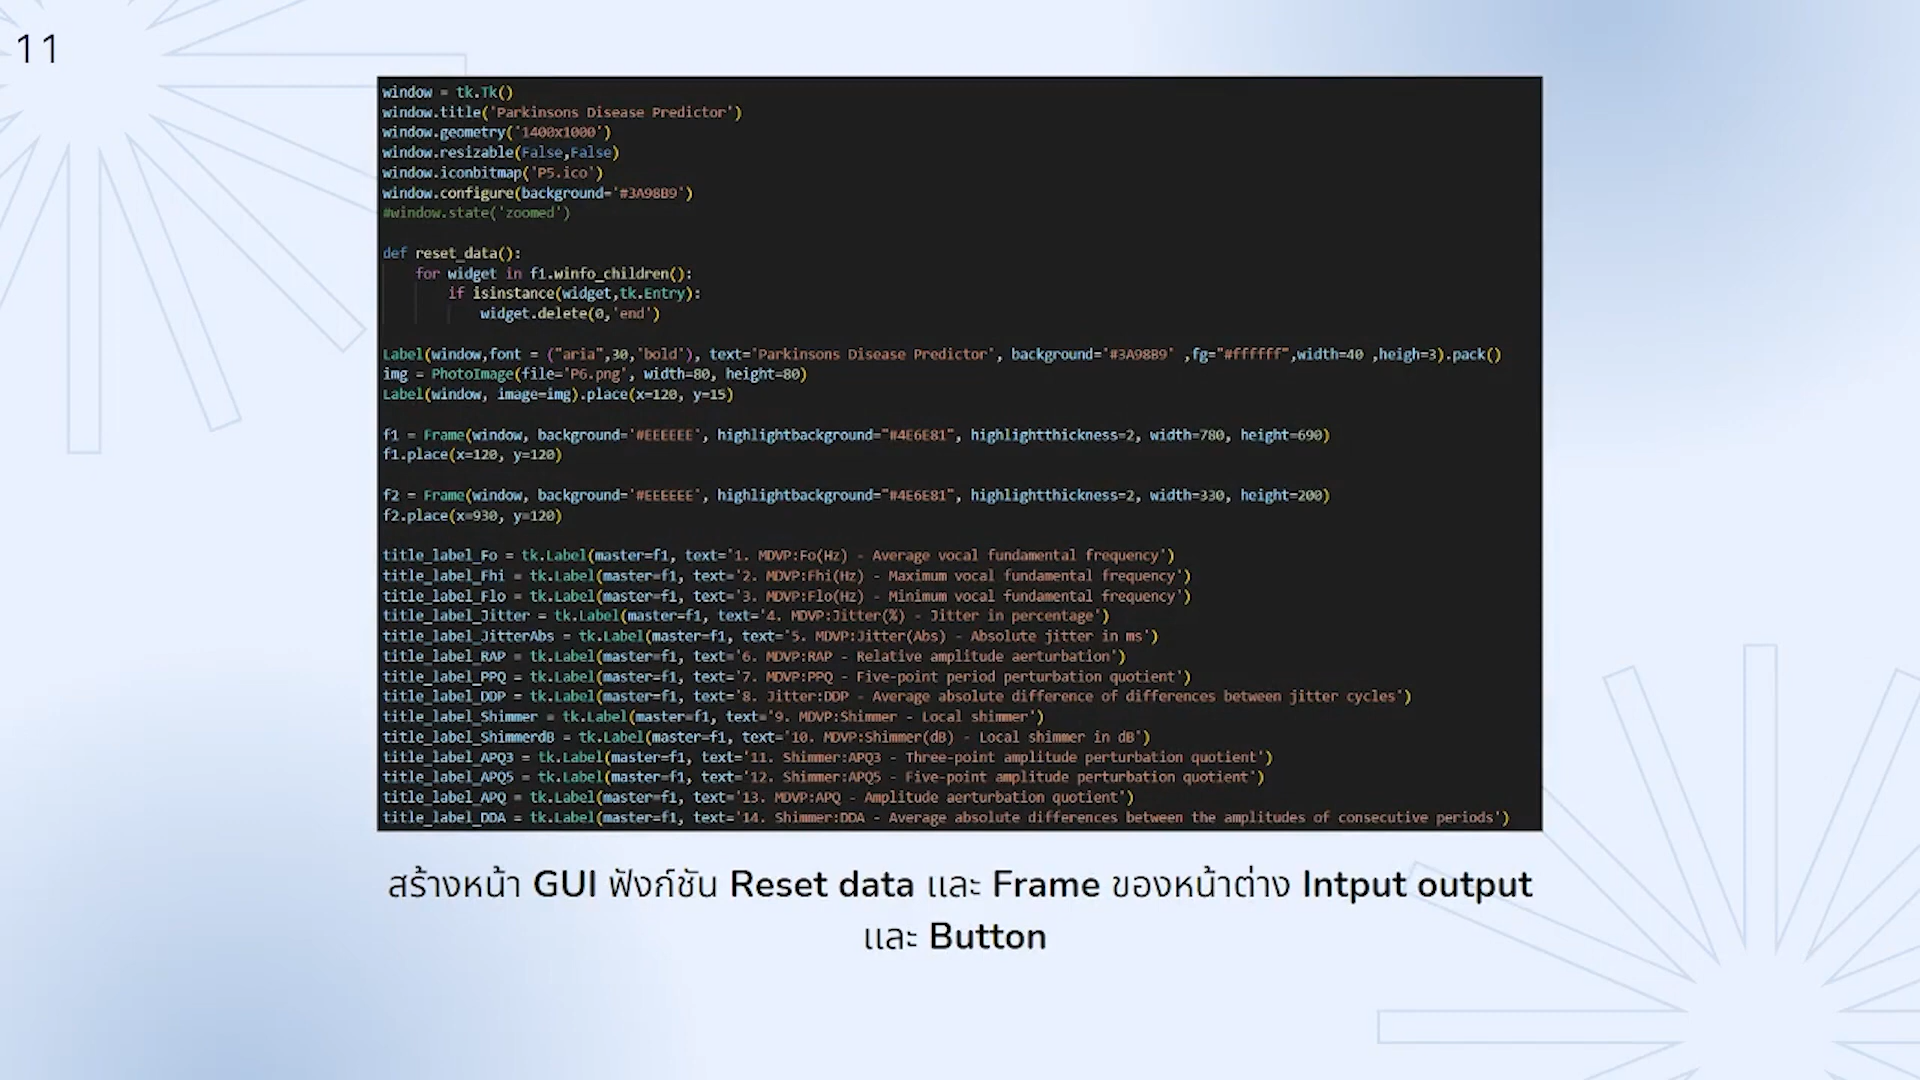 11
window = tk.Tk()
window.title('Parkinsons Disease Predictor')
window.geometry('1400x1000')
window.resizable(False,False)
window.iconbitmap('P5.ico')
window.configure(background='#3A98B9')
#window.state('zoomed')
def reset_data():
    for widget in f1.winfo_children():
        if isinstance(widget,tk.Entry):
            widget.delete(0,'end')
Label(window,font = ("aria",30,'bold'), text='Parkinsons Disease Predictor', background='#3A98B9' ,fg="#ffffff",width=40 ,heigh=3).pack()
img = PhotoImage(file='P6.png', width=80, height=80)
Label(window, image=img).place(x=120, y=15)
f1 = Frame(window, background='#EEEEEE', highlightbackground="#4E6E81", highlightthickness=2, width=780, height=690)
f1.place(x=120, y=120)
f2 = Frame(window, background='#EEEEEE', highlightbackground="#4E6E81", highlightthickness=2, width=330, height=200)
f2.place(x=930, y=120)
title_label_Fo = tk.Label(master=f1, text='1. MDVP:Fo(Hz) - Average vocal fundamental frequency')
title_label_Fhi = tk.Label(master=f1, text='2. MDVP:Fhi(Hz) - Maximum vocal fundamental frequency')
title_label_Flo = tk.Label(master=f1, text='3. MDVP:Flo(Hz) - Minimum vocal fundamental frequency')
title_label_Jitter = tk.Label(master=f1, text='4. MDVP:Jitter(%) - Jitter in percentage')
title_label_JitterAbs = tk.Label(master=f1, text='5. MDVP:Jitter(Abs) - Absolute jitter in ms')
title_label_RAP = tk.Label(master=f1, text='6. MDVP:RAP - Relative amplitude aerturbation')
title_label_PPQ = tk.Label(master=f1, text='7. MDVP:PPQ - Five-point period perturbation quotient')
title_label_DDP = tk.Label(master=f1, text='8. Jitter:DDP - Average absolute difference of differences between jitter cycles')
title_label_Shimmer = tk.Label(master=f1, text='9. MDVP:Shimmer - Local shimmer')
title_label_ShimmerdB = tk.Label(master=f1, text='10. MDVP:Shimmer(dB) - Local shimmer in dB')
title_label_APQ3 = tk.Label(master=f1, text='11. Shimmer:APQ3 - Three-point amplitude perturbation quotient')
title_label_APQ5 = tk.Label(master=f1, text='12. Shimmer:APQ5 - Five-point amplitude perturbation quotient')
title_label_APQ = tk.Label(master=f1, text='13. MDVP:APQ - Amplitude aerturbation quotient')
title_label_DDA = tk.Label(master=f1, text='14. Shimmer:DDA - Average absolute differences between the amplitudes of consecutive periods')
สร้างหน้า GUI ฟังก์ชัน Reset data และ Frame ของหน้าต่าง Intput output
และ Button